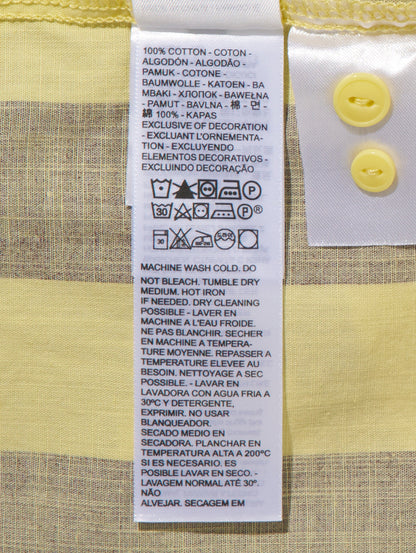 100% COTTON - COTON -
ALGODÓN - ALGODÃO -
PAMUK - COTONE -
BAUMWOLLE - KATOEN - BA
MBAKI - ХЛОПОК - BAWEŁNA
- PAMUT - BAVLNA - 棉 - 면 -
綿 100% - KAPAS
EXCLUSIVE OF DECORATION
- EXCLUANT L'ORNEMENTA-
TION - EXCLUYENDO
ELEMENTOS DECORATIVOS -
EXCLUINDO DECORAÇÃO
P
30 P®
30
MACHINE WASH COLD. DO
NOT BLEACH. TUMBLE DRY
MEDIUM. HOT IRON
IF NEEDED. DRY CLEANING
POSSIBLE - LAVER EN
MACHINE A L'EAU FROIDE.
NE PAS BLANCHIR. SECHER
EN MACHINE A TEMPERA-
TURE MOYENNE. REPASSER A
TEMPERATURE ELEVEE AU
BESOIN. NETTOYAGE A SEC
POSSIBLE. - LAVAR EN
LAVADORA CON AGUA FRIA A
30ºC Y DETERGENTE,
EXPRIMIR. NO USAR
BLANQUEADOR.
SECADO MEDIO EN
SECADORA. PLANCHAR EN
TEMPERATURA ALTA A 200ºC
SI ES NECESARIO. ES
POSIBLE LAVAR EN SECO. -
LAVAGEM NORMAL ATÉ 30º.
NÃO
ALVEJAR. SECAGEM EM